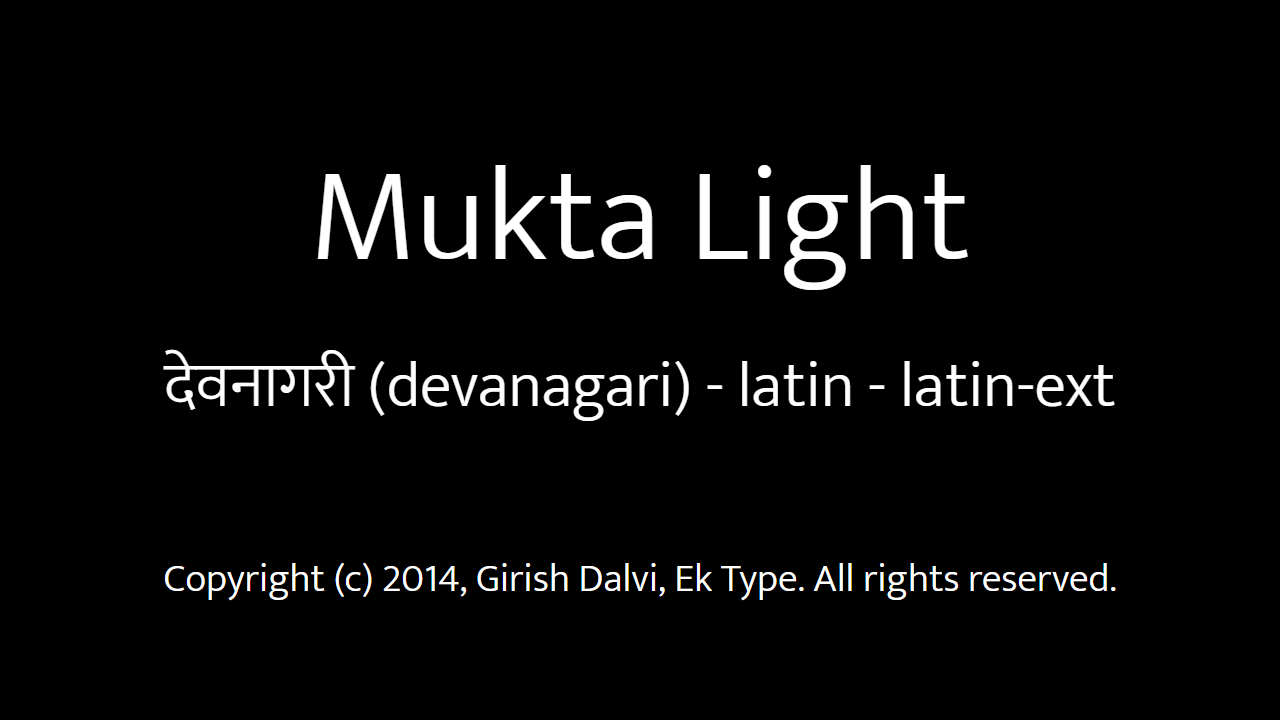 Mukta Light
देवनागरी (devanagari) - latin - latin-ext
Copyright (c) 2014, Girish Dalvi, Ek Type. All rights reserved.